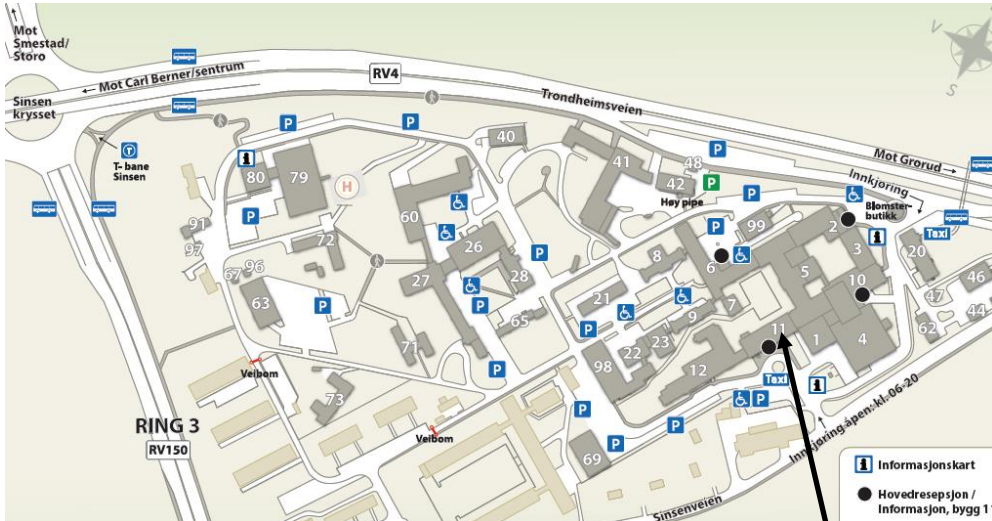 Mot
Smestad/
Storo
Mot Carl Berner/sentrum
RV4
V
S
Sinsen
krysset
Trondheimsveien
T- bane
Sinsen
Mot Grorud
Innkjøring
Blomster-
butikk
Taxi
Høy pipe
P
H
40
41
48
42
80
79
60
26
27
28
65
72
91
97
67
96
63
71
73
8
6
99
2
3
5
10
20
46
47
44
62
21
9
7
11
1
4
98
22
23
12
69
Taxi
Veibom
Veibom
RING 3
RV150
Sinsenveien
Innkjøring åpen: kl. 06-20
Informasjonskart
Hovedresepsjon /
Informasjon, bygg 1